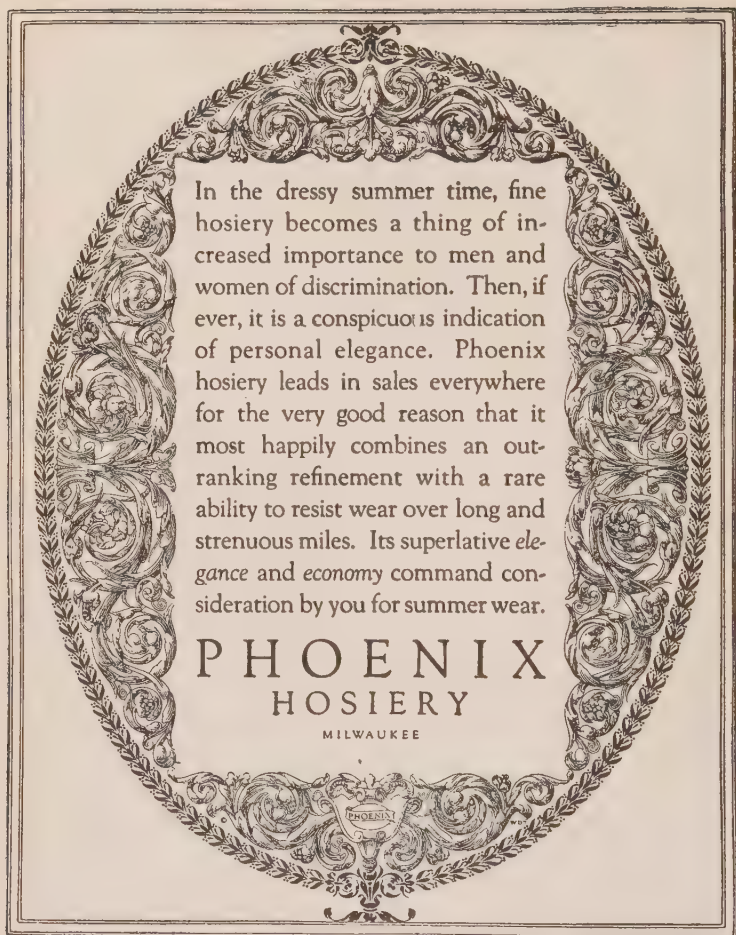 In the dressy summer time, fine
hosiery becomes a thing of in-
creased importance to men and
women of discrimination. Then, if
ever, it is a conspicuous indication
of personal elegance. Phoenix
hosiery leads in sales everywhere
for the very good reason that it
most happily combines an out-
ranking refinement with a rare
ability to resist wear over long and
strenuous miles. Its superlative ele-
gance and economy command con-
sideration by you for summer wear.
PHOENIX
HOSIERY
MILWAUKEE
PHOENIX